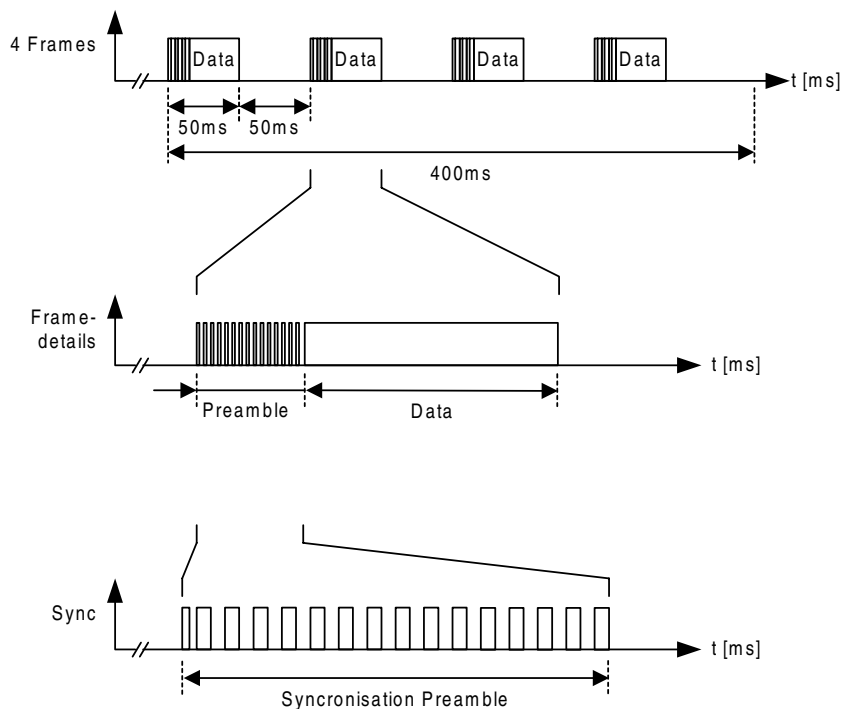 4 Frames
Data Data Data Data
t [ms]
50ms 50ms
400ms
Frame-
details
t [ms]
Preamble Data
Sync
t [ms]
Syncronisation Preamble